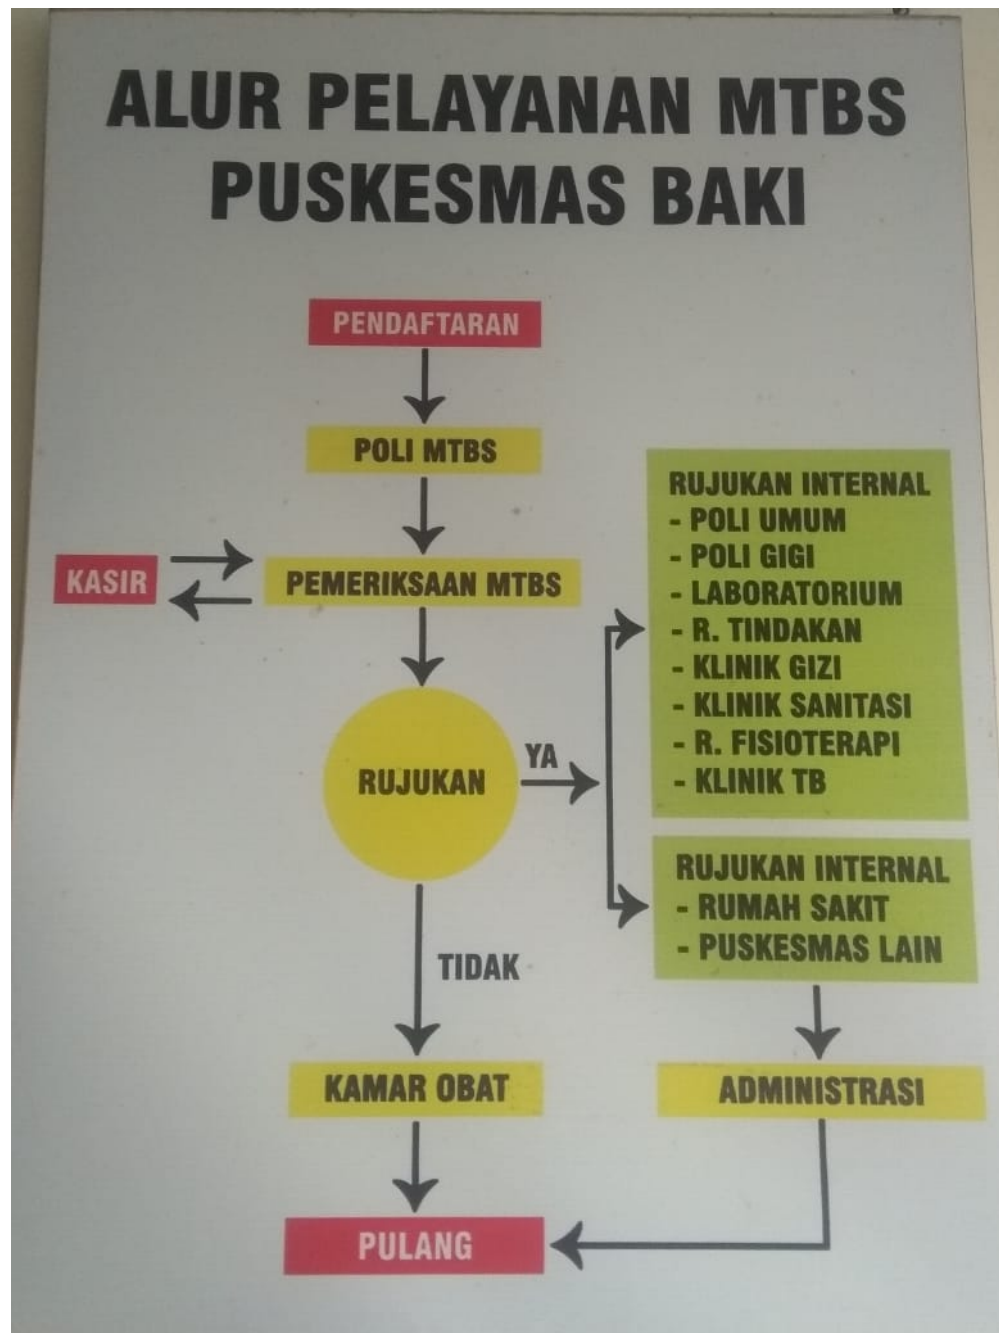 ALUR PELAYANAN MTBS
PUSKESMAS BAKI
PENDAFTARAN
POLI MTBS
KASIR
PEMERIKSAAN MTBS
RUJUKAN
YA
RUJUKAN INTERNAL
- POLI UMUM
- POLI GIGI
- LABORATORIUM
- R. TINDAKAN
- KLINIK GIZI
- KLINIK SANITASI
- R. FISIOTERAPI
- KLINIK TB
RUJUKAN INTERNAL
- RUMAH SAKIT
- PUSKESMAS LAIN
TIDAK
KAMAR OBAT
ADMINISTRASI
PULANG